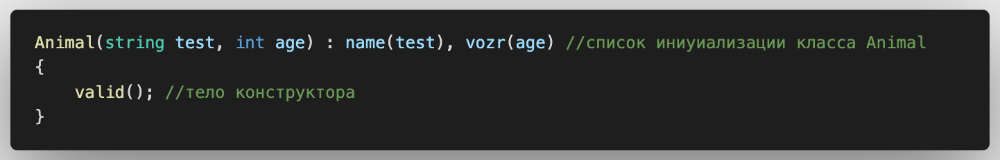 Animal(string test, int age) : name(test), vozr(age) //список иниуиализации класса Animal
{
valid(); //тело конструктора
}